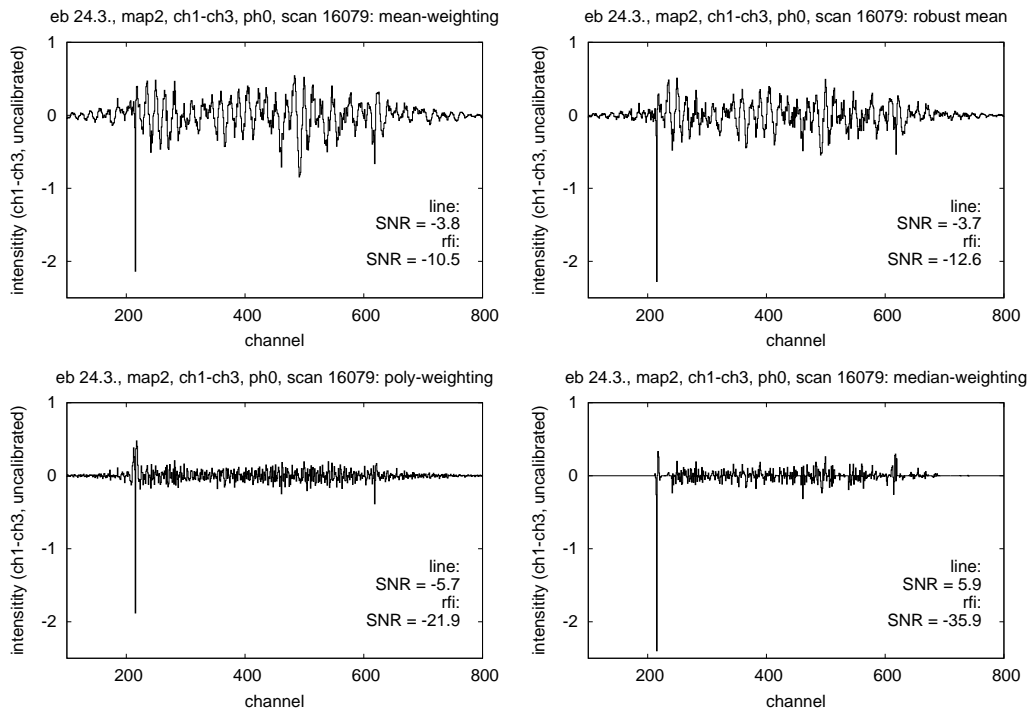 eb 24.3., map2, ch1-ch3, ph0, scan 16079: mean-weighting
intensitity (ch1-ch3, uncalibrated)
1
0
-1
-2
line:
SNR = -3.8
rfi:
SNR = -10.5
200 400 600 800
channel
eb 24.3., map2, ch1-ch3, ph0, scan 16079: robust mean
intensitity (ch1-ch3, uncalibrated)
1
0
-1
-2
line:
SNR = -3.7
rfi:
SNR = -12.6
200 400 600 800
channel
eb 24.3., map2, ch1-ch3, ph0, scan 16079: poly-weighting
intensitity (ch1-ch3, uncalibrated)
1
0
-1
-2
line:
SNR = -5.7
rfi:
SNR = -21.9
200 400 600 800
channel
eb 24.3., map2, ch1-ch3, ph0, scan 16079: median-weighting
intensitity (ch1-ch3, uncalibrated)
1
0
-1
-2
line:
SNR = 5.9
rfi:
SNR = -35.9
200 400 600 800
channel